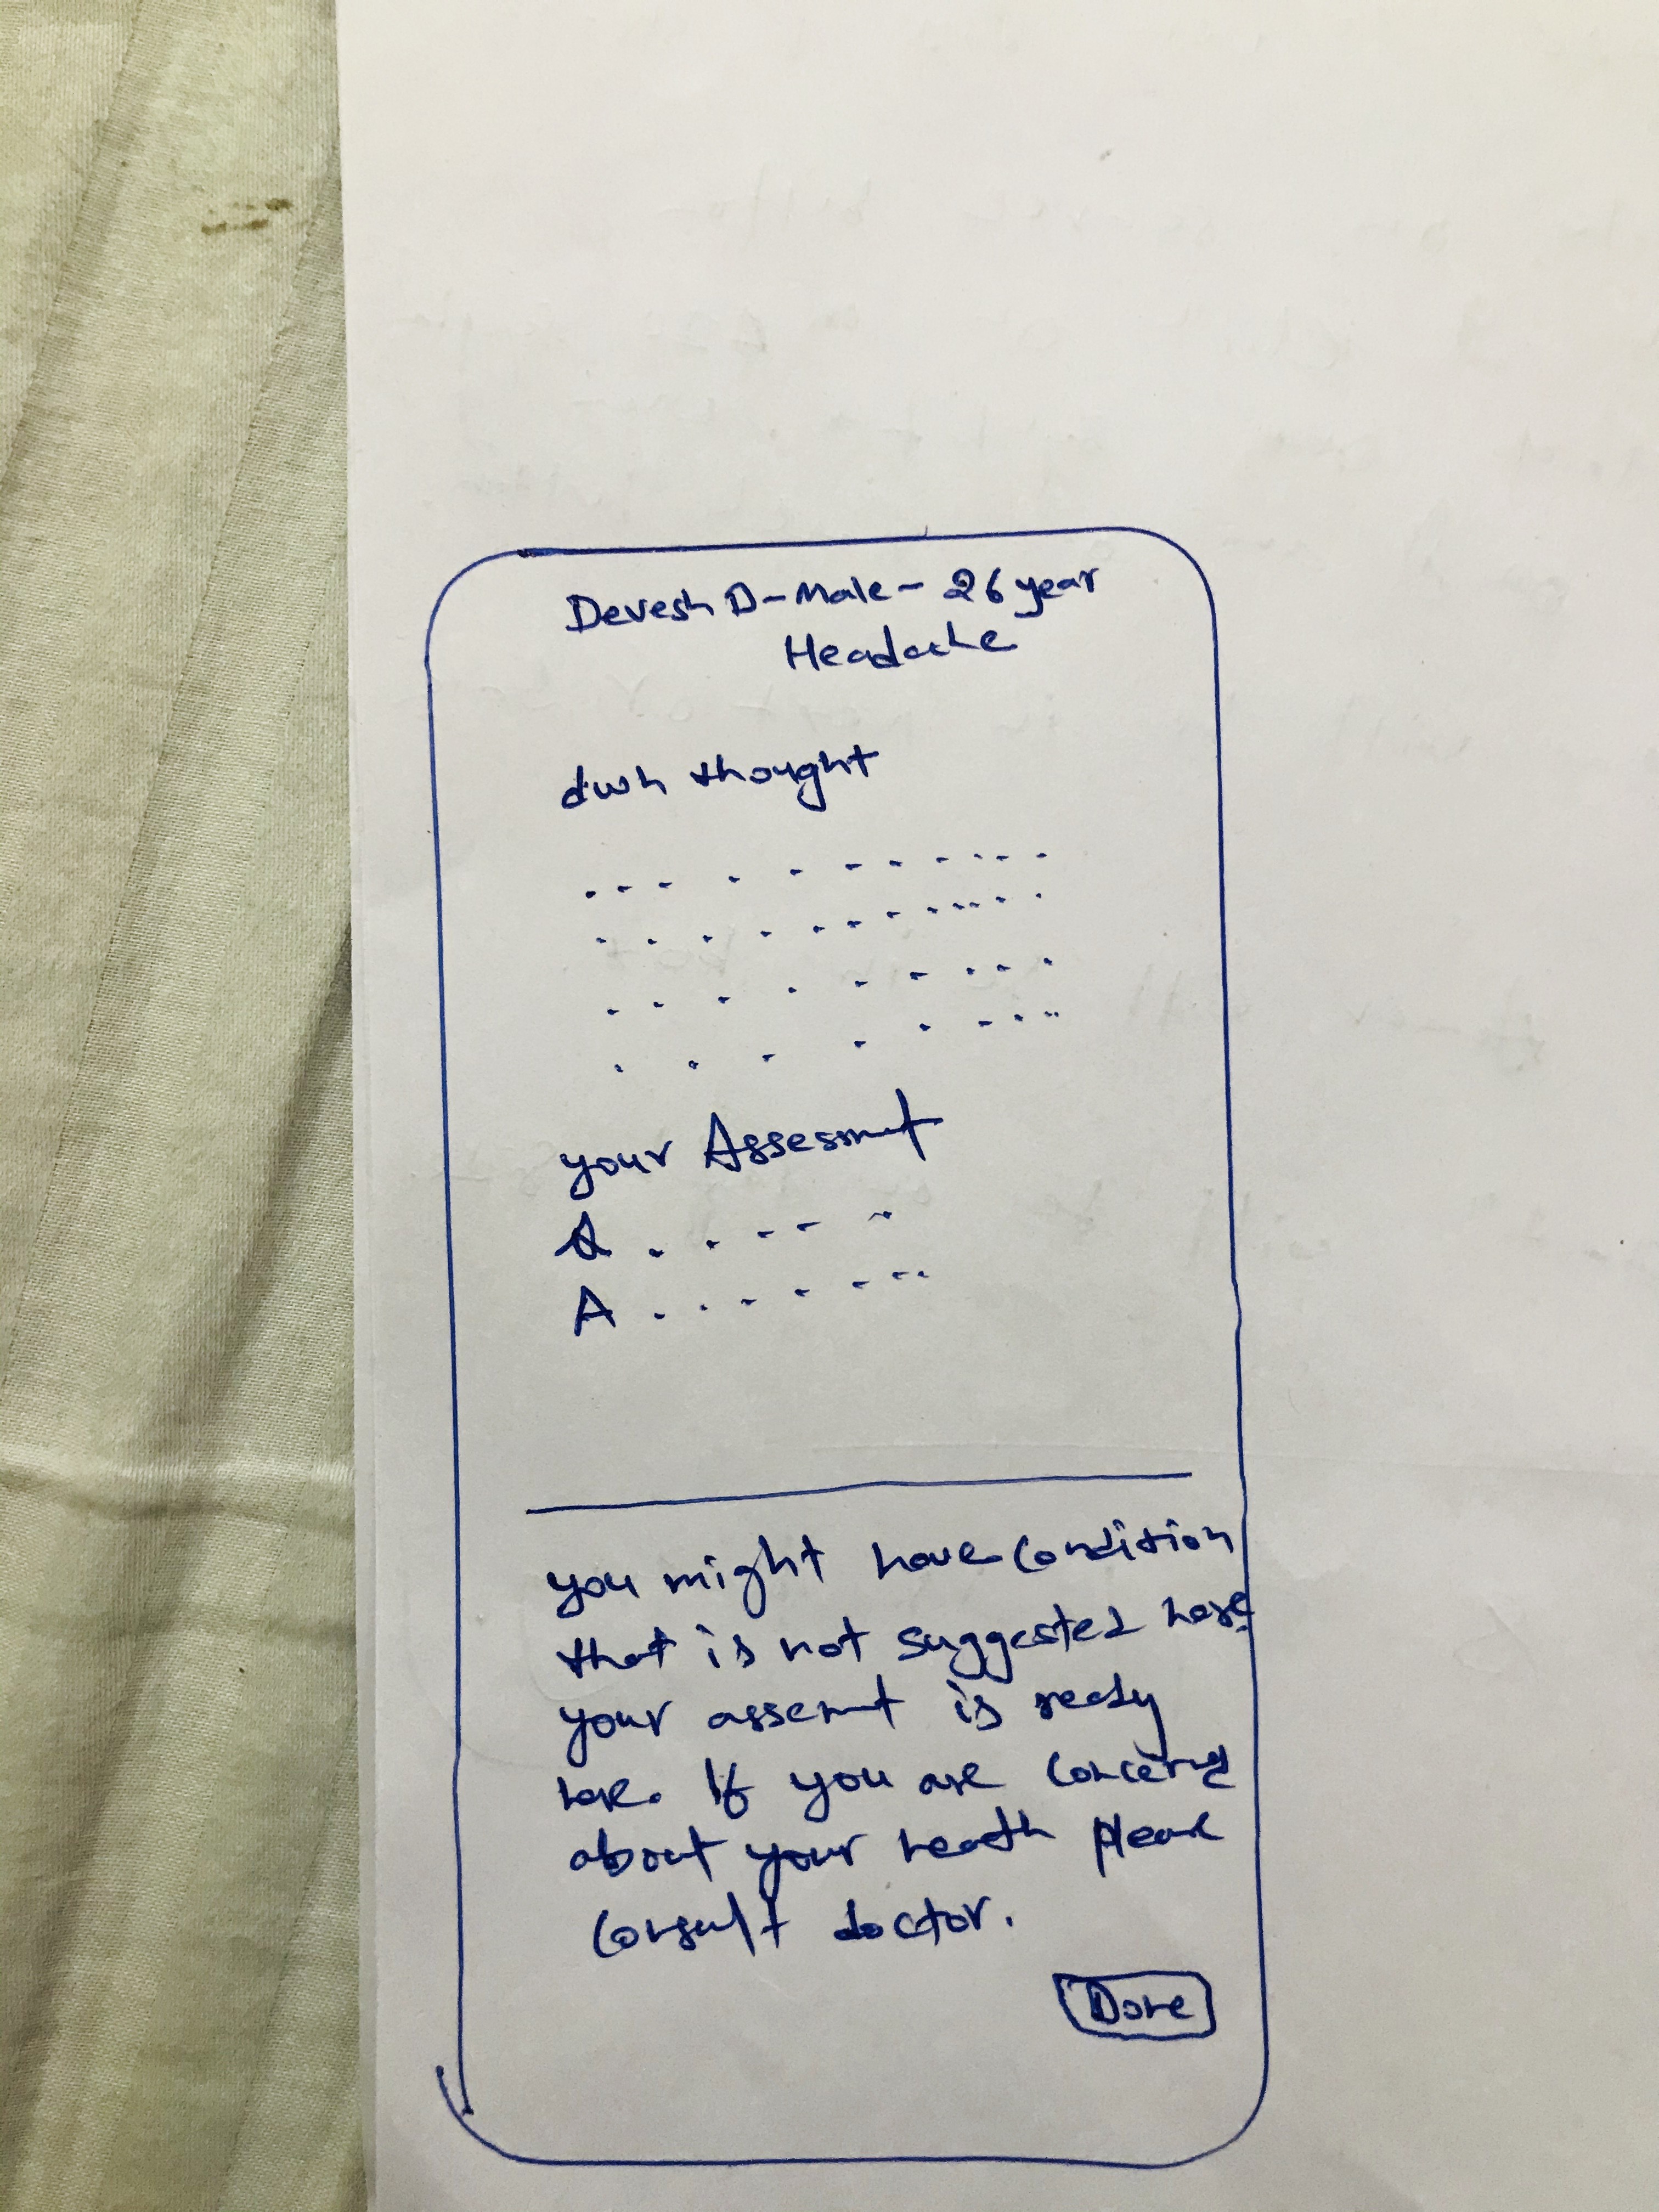 Devesh D - Male - 26 year
Headache
dwh thought
your Assesmnt
Q . . . . .
A . . . . . . .
you might have condition
that is not suggested here.
your assemt is ready
here. If you are concerned
about your heath please
consult doctor.
Done